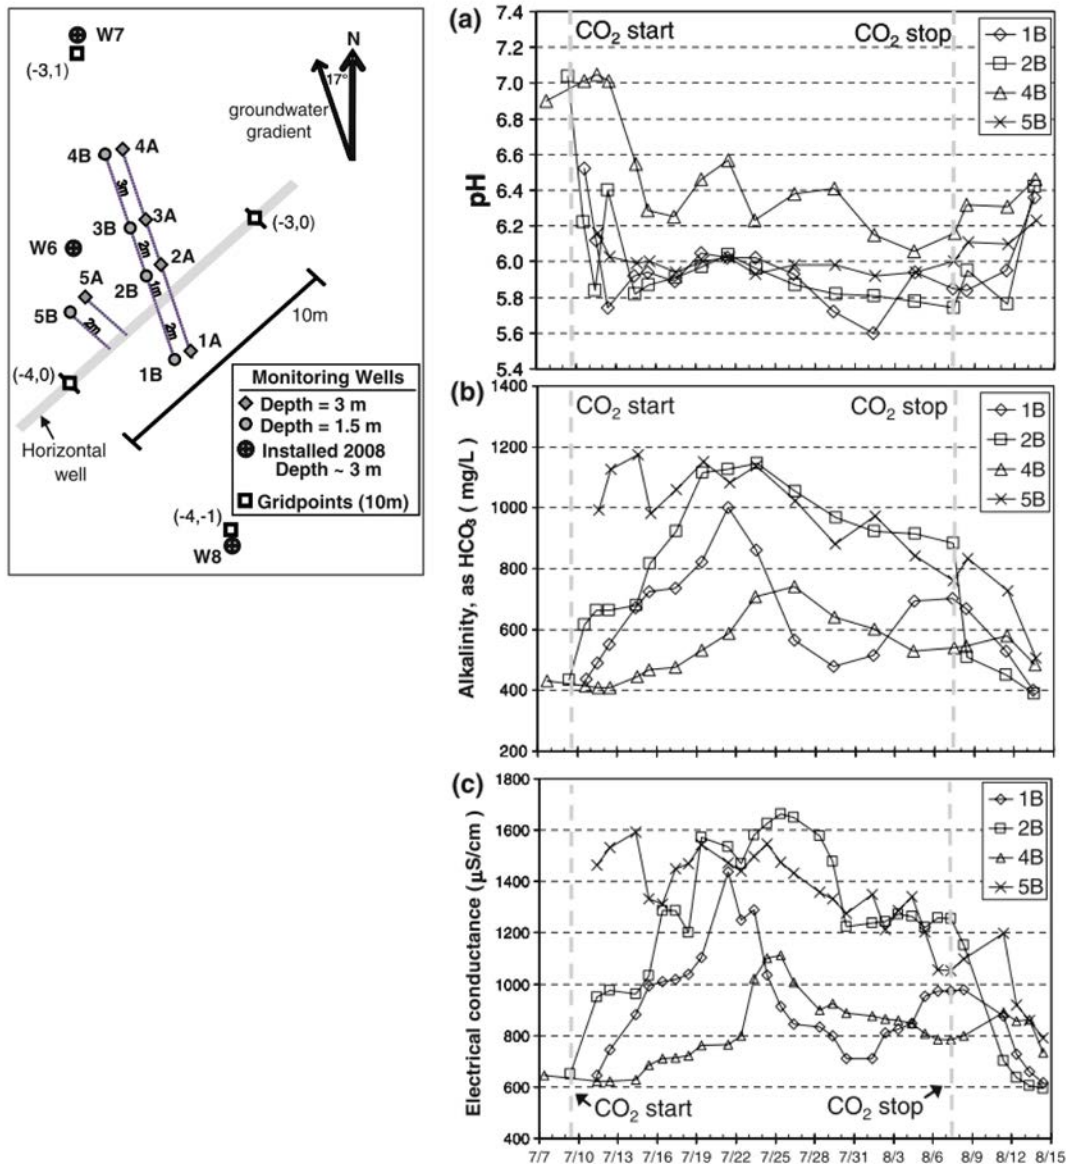 W7
(-3,1)
N
17°
groundwater
gradient
4B
4A
3m
3B
3A
(-3,0)
W6
2m
2A
5A
2B
1m
5B
2m
2m
10m
1A
1B
(-4,0)
Horizontal
well
Monitoring Wells
Depth = 3 m
Depth = 1.5 m
Installed 2008
Depth ~ 3 m
Gridpoints (10m)
(-4,-1)
W8
(a)
7.4
7.2
7.0
6.8
6.6
6.4
6.2
6.0
5.8
5.6
5.4
pH
CO₂ start
CO₂ stop
1B
2B
4B
5B
(b)
1400
1200
1000
800
600
400
200
Alkalinity, as HCO₃ ( mg/L )
CO₂ start
CO₂ stop
1B
2B
4B
5B
(c)
1800
1600
1400
1200
1000
800
600
400
Electrical conductance (µS/cm )
1B
2B
4B
5B
CO₂ start
CO₂ stop
7/7 7/10 7/13 7/16 7/19 7/22 7/25 7/28 7/31 8/3 8/6 8/9 8/12 8/15